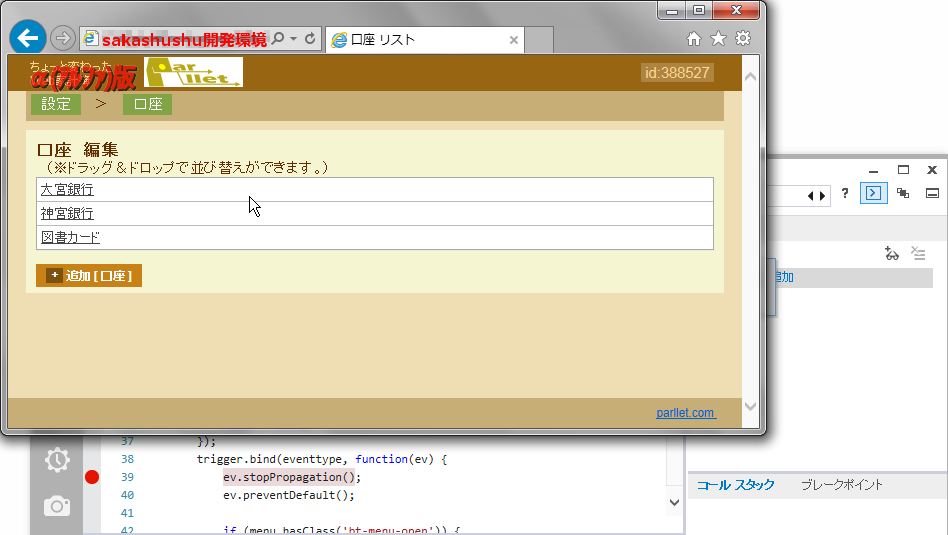 sakashushu開発環境
口座 リスト
ちょっと変わった
α(アルファ)版
Parllet
id:388527
設定 > 口座
口座 編集
(※ドラッグ＆ドロップで並び替えができます。)
大宮銀行
神宮銀行
図書カード
+ 追加 [ 口座 ]
parllet.com
?
追加
37 });
38 trigger.bind(eventtype, function(ev) {
39 ev.stopPropagation();
40 ev.preventDefault();
41
42 if (menu.hasClass('bt-menu-open')) {
コール スタック
ブレークポイント